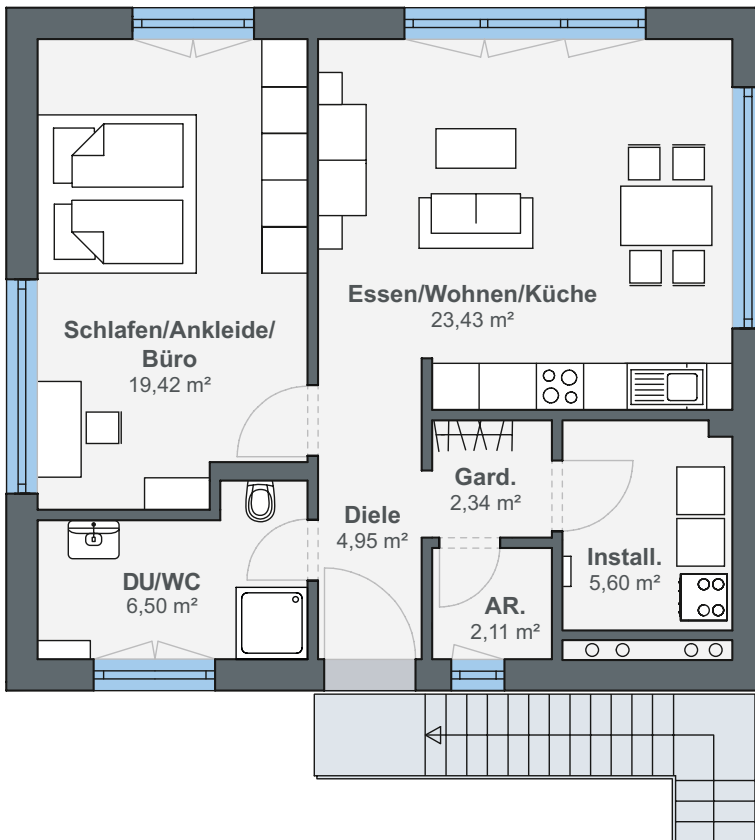 Essen/Wohnen/Küche
23,43 m²
Schlafen/Ankleide/
Büro
19,42 m²
Gard.
2,34 m²
Diele
4,95 m²
Install.
5,60 m²
DU/WC
6,50 m²
AR.
2,11 m²